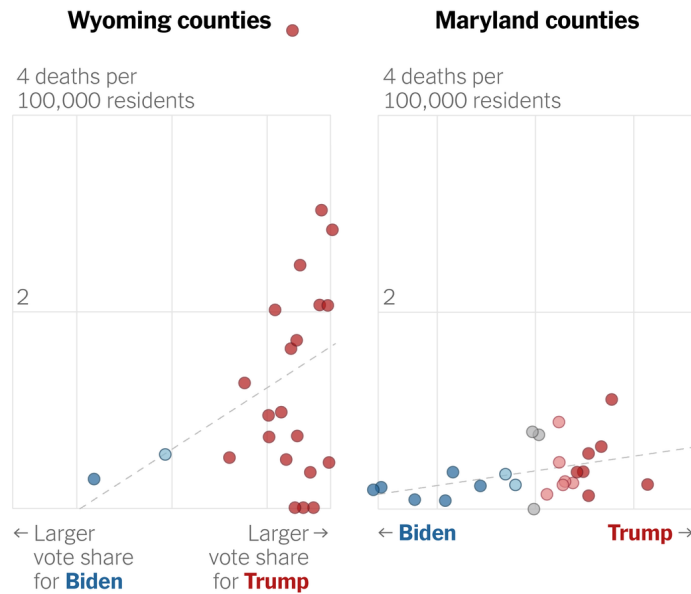 Wyoming counties
4 deaths per
100,000 residents
2
← Larger
vote share
for Biden
Larger →
vote share
for Trump
Maryland counties
4 deaths per
100,000 residents
2
← Biden
Trump →